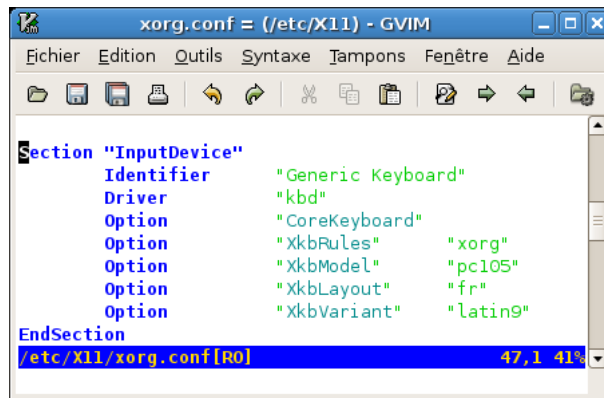 xorg.conf = (/etc/X11) - GVIM
Fichier Edition Outils Syntaxe Tampons Fenêtre Aide
Section "InputDevice"
Identifier "Generic Keyboard"
Driver "kbd"
Option "CoreKeyboard"
Option "XkbRules" "xorg"
Option "XkbModel" "pc105"
Option "XkbLayout" "fr"
Option "XkbVariant" "latin9"
EndSection
/etc/X11/xorg.conf[RO] 47,1 41%